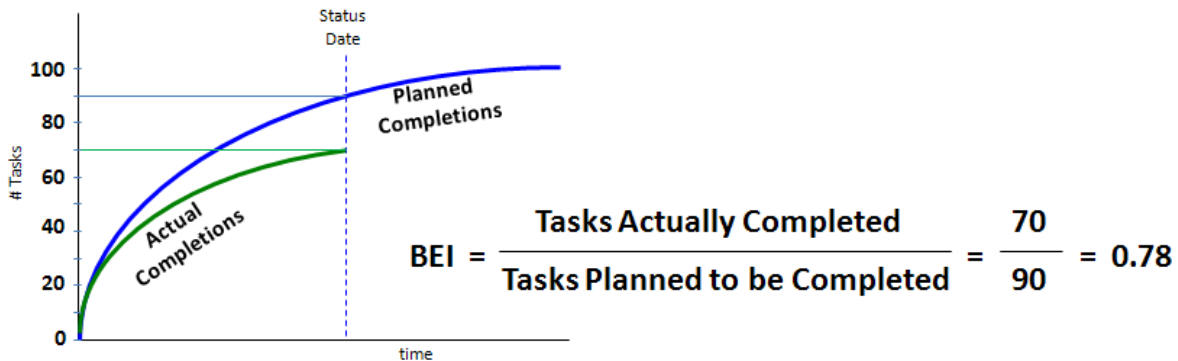 Status
Date
100
80
60
40
20
0
# Tasks
time
Planned
Completions
Actual
Completions
BEI = Tasks Actually Completed / Tasks Planned to be Completed = 70 / 90 = 0.78